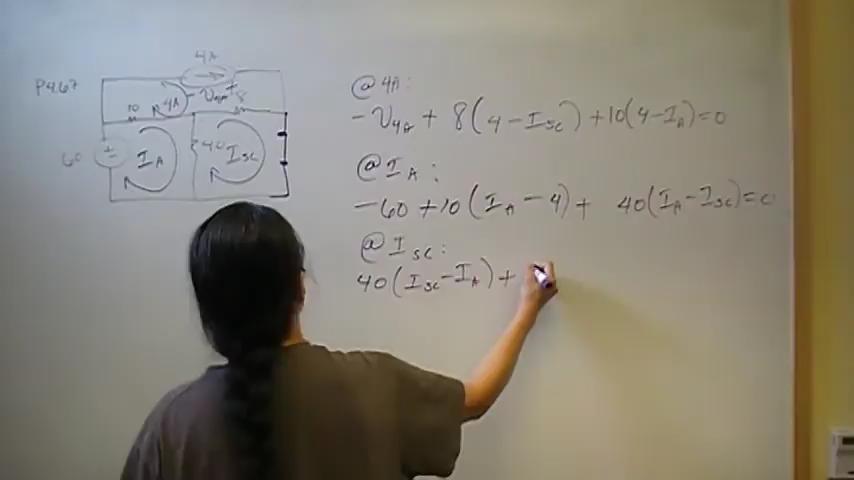 P4.67
4A
10
4A
- V4A +
8
60
+
-
IA
40
ISC
@ 4A:
-V4A + 8(4 - ISC) + 10(4 - IA) = 0
@ IA:
-60 + 10(IA - 4) + 40(IA - ISC) = 0
@ ISC:
40(ISC - IA) +